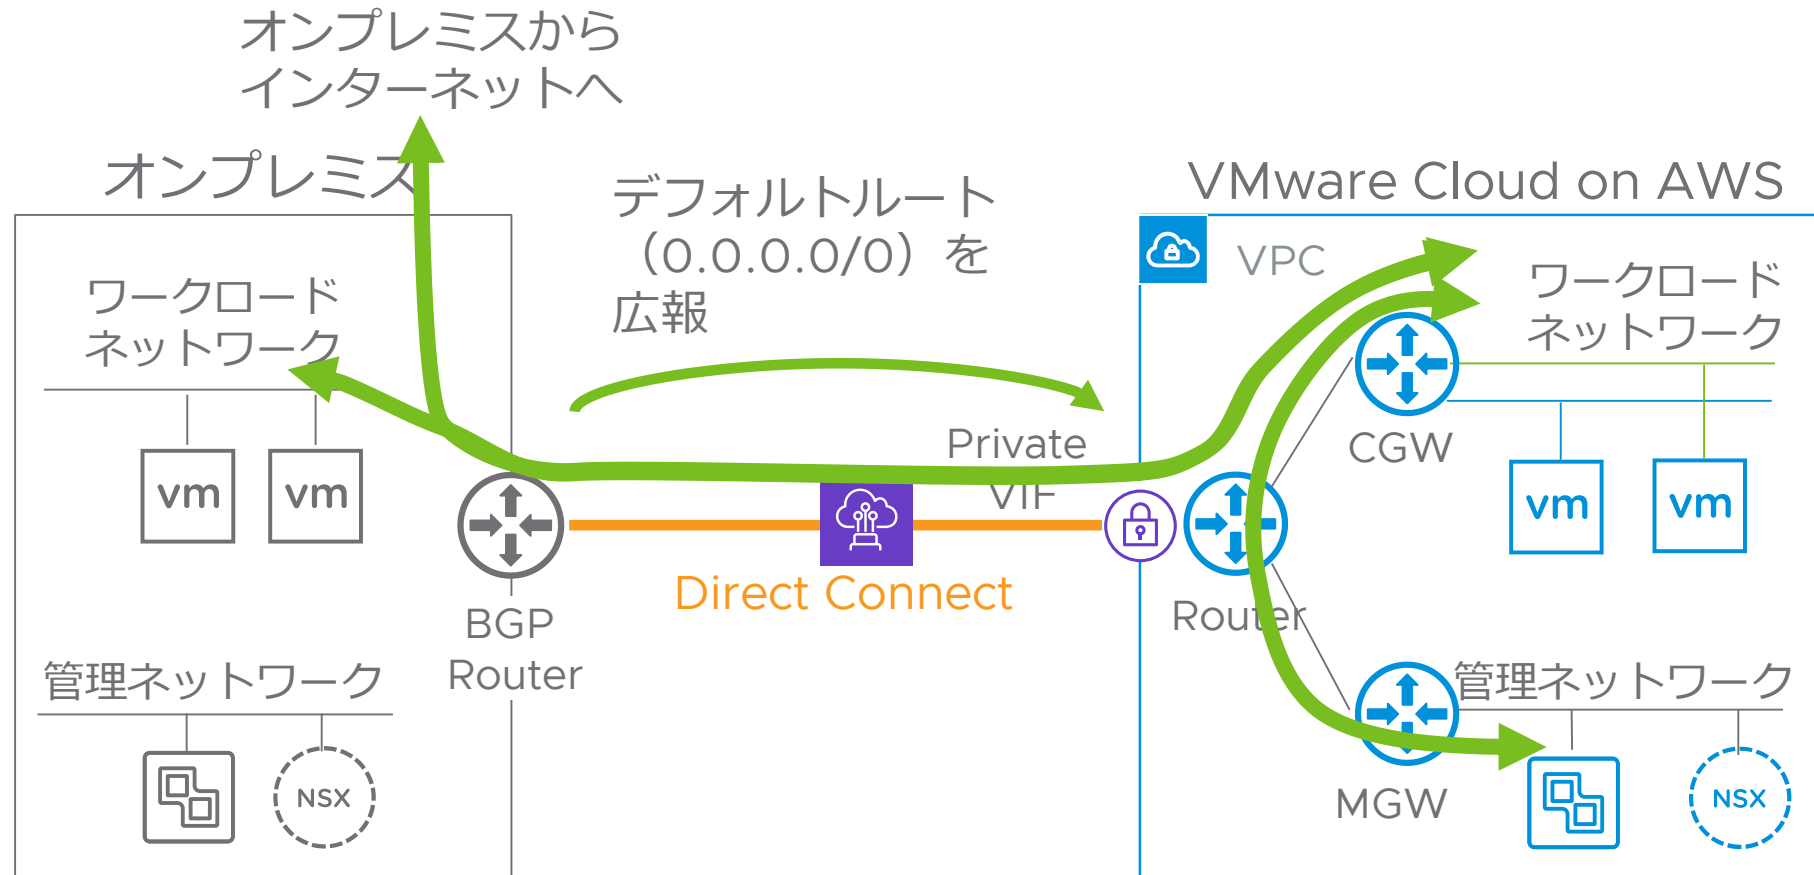 オンプレミスから
インターネットへ
オンプレミス
デフォルトルート
（0.0.0.0/0）を
広報
VMware Cloud on AWS
VPC
ワークロード
ネットワーク
ワークロード
ネットワーク
Private
VIF
CGW
vm
vm
vm
vm
Direct Connect
BGP
Router
Router
管理ネットワーク
管理ネットワーク
NSX
MGW
NSX